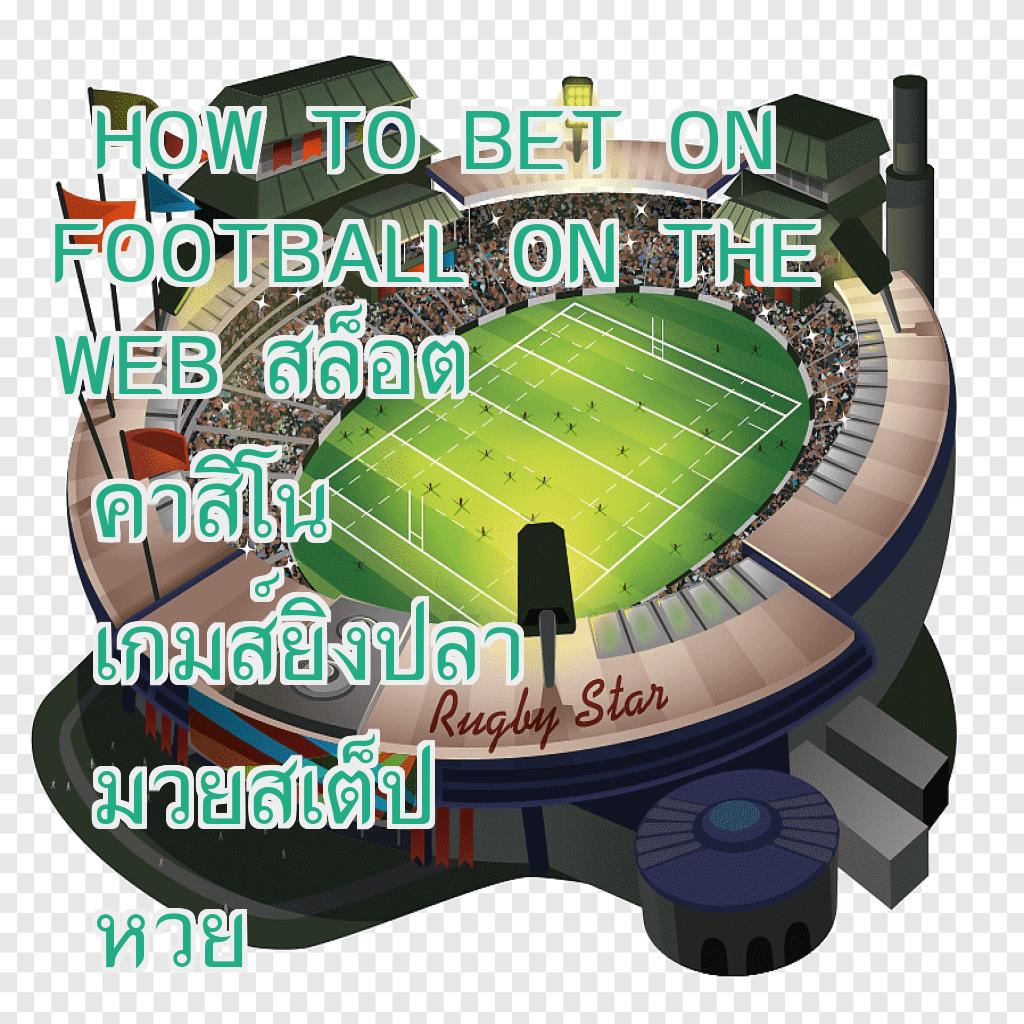 HOW TO BET ON
FOOTBALL ON THE
WEB สล็อต
คาสิโน
เกมส์ยิงปลา
Rugby Star
มวยสเต็ป
หวย